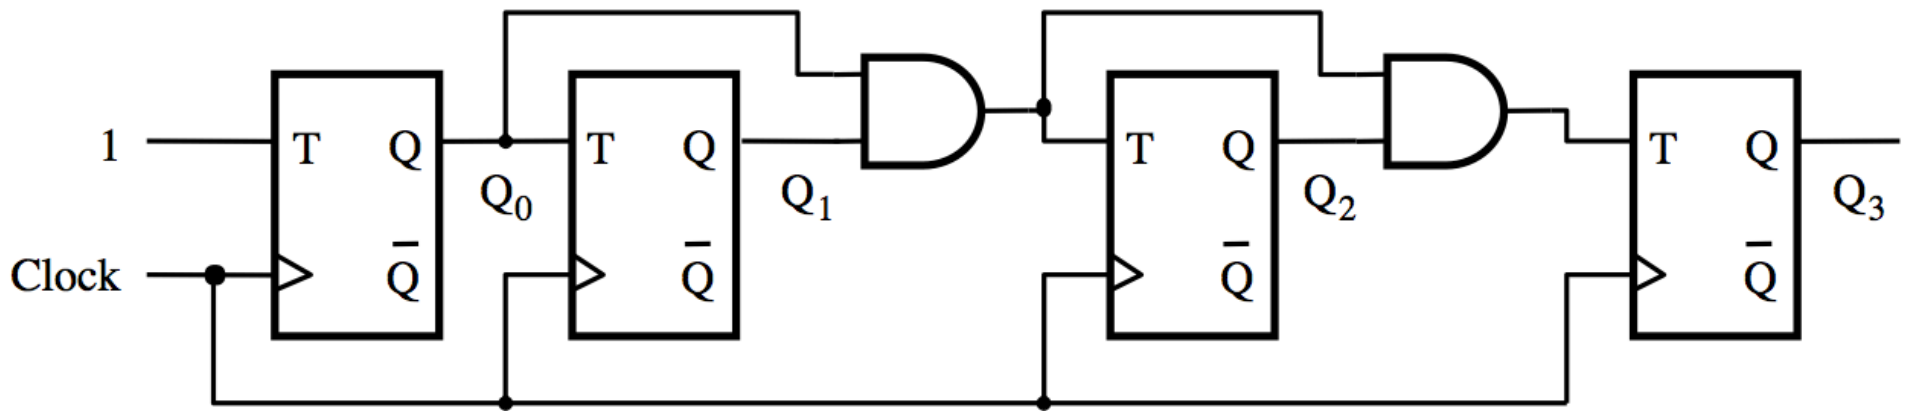 1 T Q T Q T Q T Q
Q₀ Q₁ Q₂ Q₃
Clock Q̅ Q̅ Q̅ Q̅